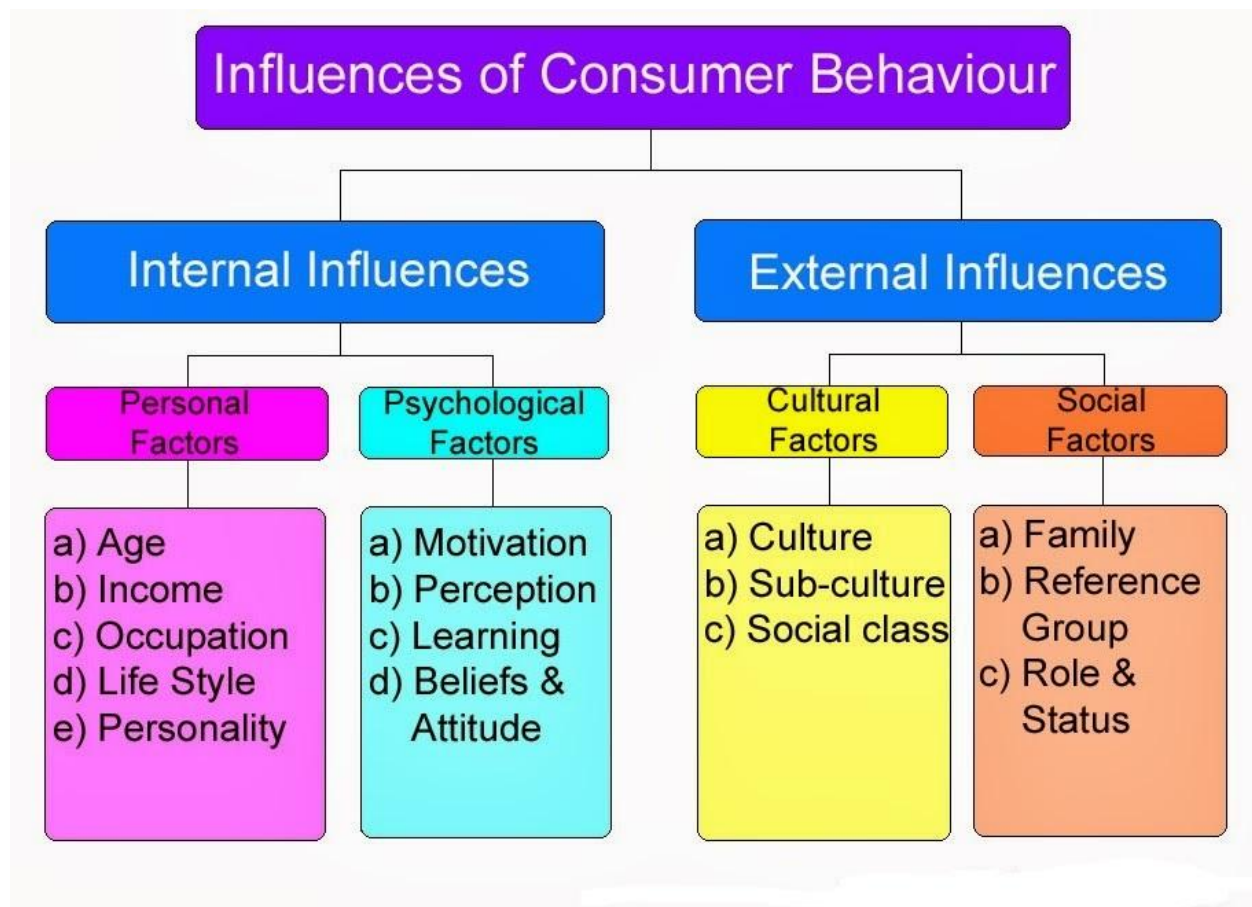 Influences of Consumer Behaviour
Internal Influences
External Influences
Personal
Factors
Psychological
Factors
Cultural
Factors
Social
Factors
a) Age
b) Income
c) Occupation
d) Life Style
e) Personality
a) Motivation
b) Perception
c) Learning
d) Beliefs &
Attitude
a) Culture
b) Sub-culture
c) Social class
a) Family
b) Reference
Group
c) Role &
Status